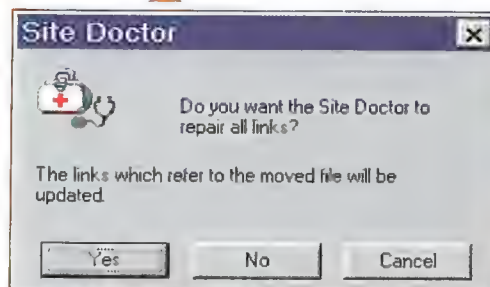 Site Doctor
Do you want the Site Doctor to
repair all links?
The links which refer to the moved file will be
updated.
Yes
No
Cancel